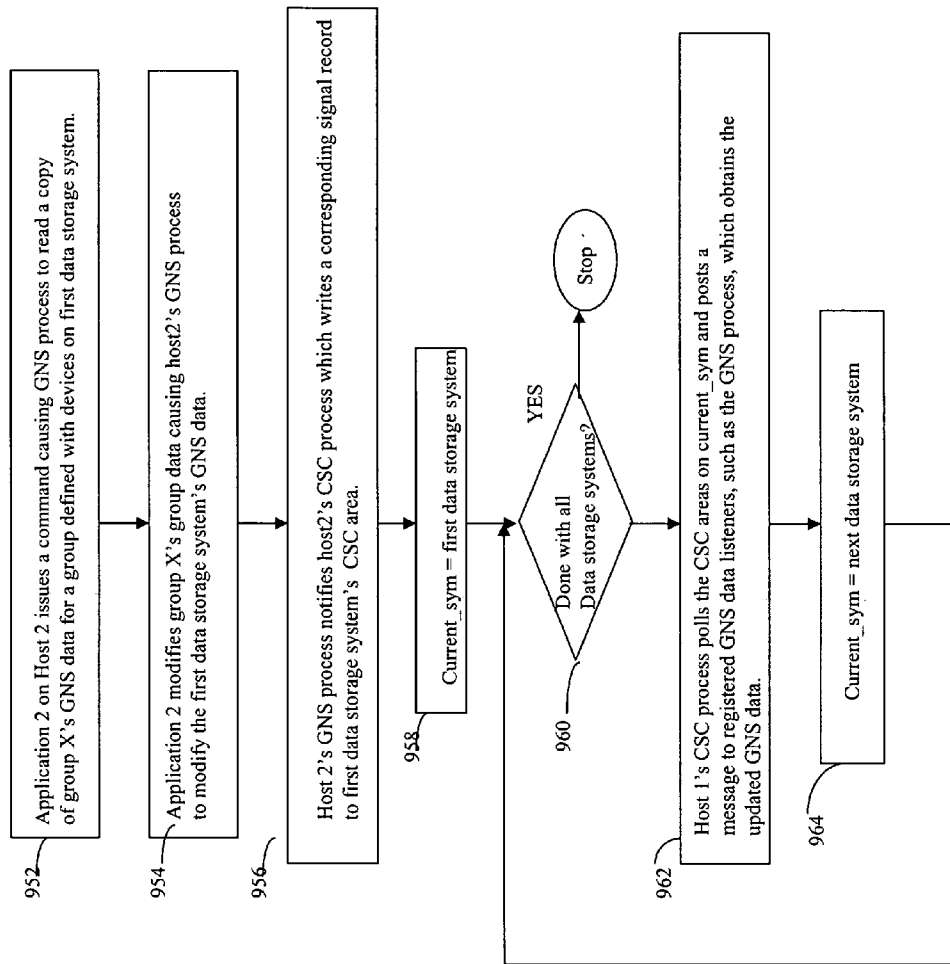 952
Application 2 on Host 2 issues a command causing GNS process to read a copy
of group X's GNS data for a group defined with devices on first data storage system.
954
Application 2 modifies group X's group data causing host2's GNS process
to modify the first data storage system's GNS data.
956
Host 2's GNS process notifies host2's CSC process which writes a corresponding signal record
to first data storage system's CSC area.
958
Current_sym = first data storage system
960
Done with all
Data storage systems?
YES
Stop
962
Host 1's CSC process polls the CSC areas on current_sym and posts a
message to registered GNS data listeners, such as the GNS process, which obtains the
updated GNS data.
964
Current_sym = next data storage system